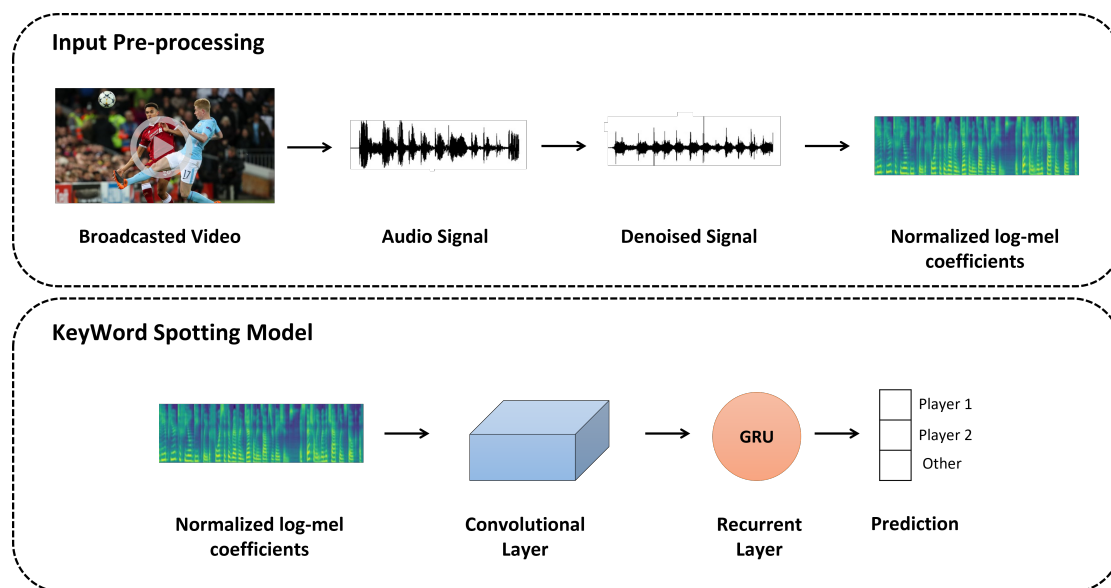 Input Pre-processing
17
Broadcasted Video
Audio Signal
Denoised Signal
Normalized log-mel
coefficients
KeyWord Spotting Model
GRU
Player 1
Player 2
Other
Normalized log-mel
coefficients
Convolutional
Layer
Recurrent
Layer
Prediction